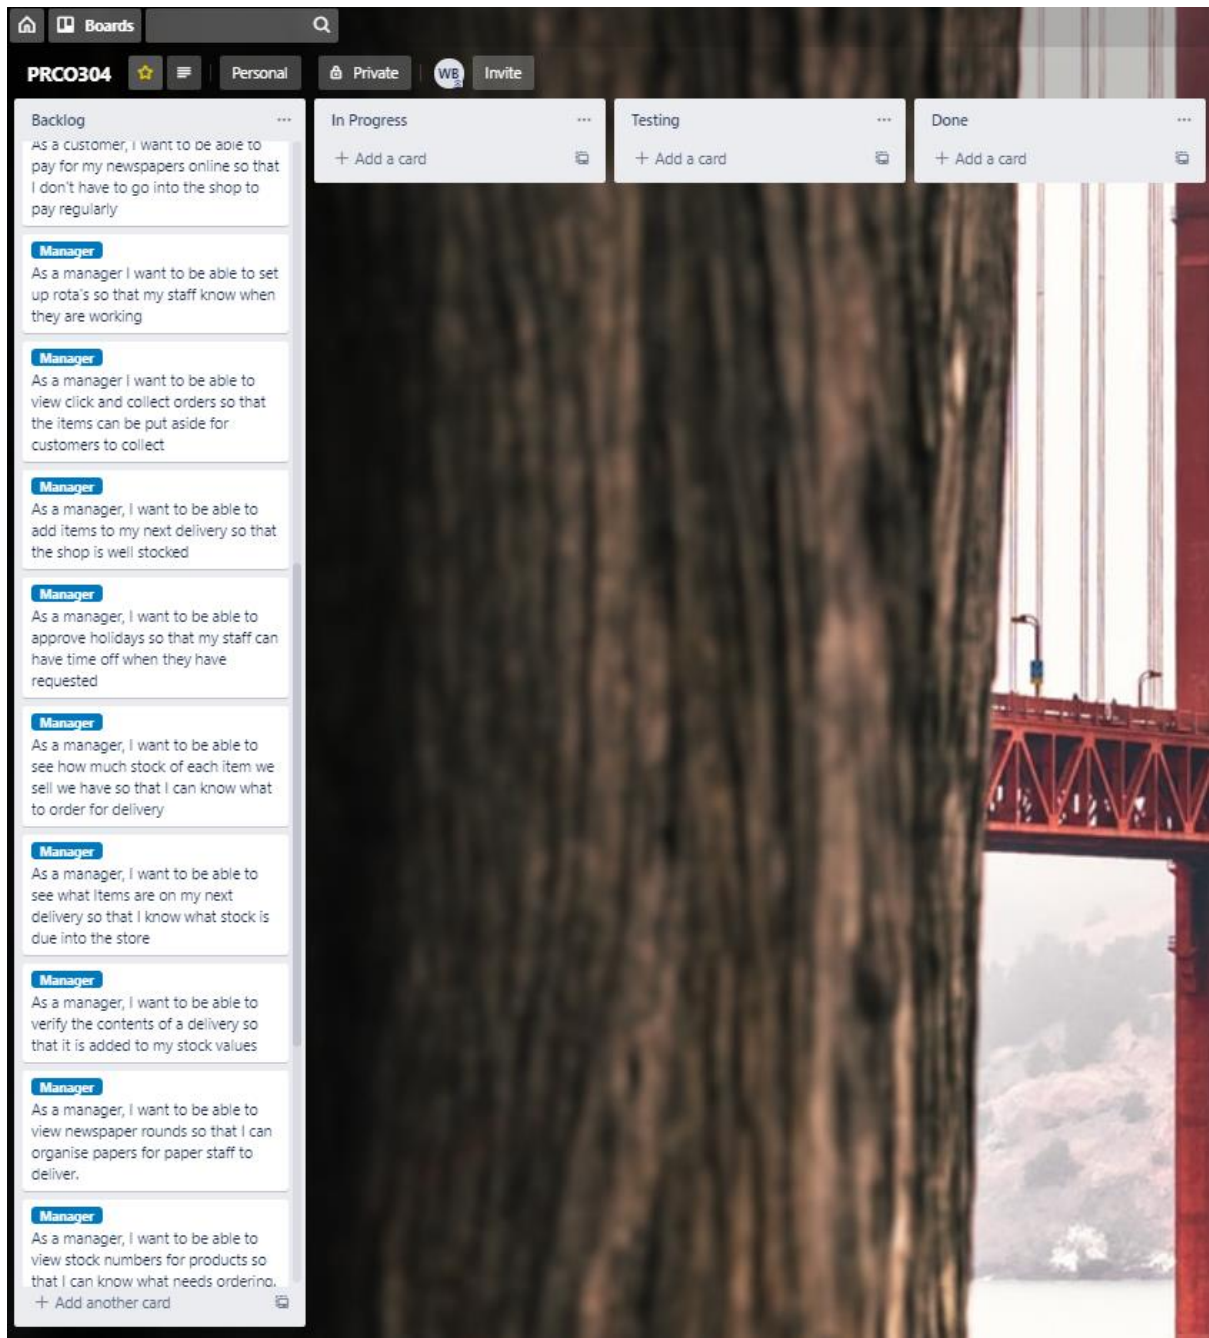 Boards
PRCO304
Personal
Private
WB
Invite
Backlog
As a customer, I want to be able to
pay for my newspapers online so that
I don't have to go into the shop to
pay regularly
Manager
As a manager I want to be able to set
up rota's so that my staff know when
they are working
Manager
As a manager I want to be able to
view click and collect orders so that
the items can be put aside for
customers to collect
Manager
As a manager, I want to be able to
add items to my next delivery so that
the shop is well stocked
Manager
As a manager, I want to be able to
approve holidays so that my staff can
have time off when they have
requested
Manager
As a manager, I want to be able to
see how much stock of each item we
sell we have so that I can know what
to order for delivery
Manager
As a manager, I want to be able to
see what Items are on my next
delivery so that I know what stock is
due into the store
Manager
As a manager, I want to be able to
verify the contents of a delivery so
that it is added to my stock values
Manager
As a manager, I want to be able to
view newspaper rounds so that I can
organise papers for paper staff to
deliver.
Manager
As a manager, I want to be able to
view stock numbers for products so
that I can know what needs ordering.
+ Add another card
In Progress
+ Add a card
Testing
+ Add a card
Done
+ Add a card